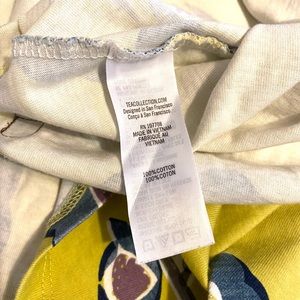 TEACOLLECTION.COM
Designed in San Francisco
Conçu à San Francisco
RN 107708
MADE IN VIETNAM
FABRIQUÉ AU
VIETNAM
100% COTTON
100% COTON